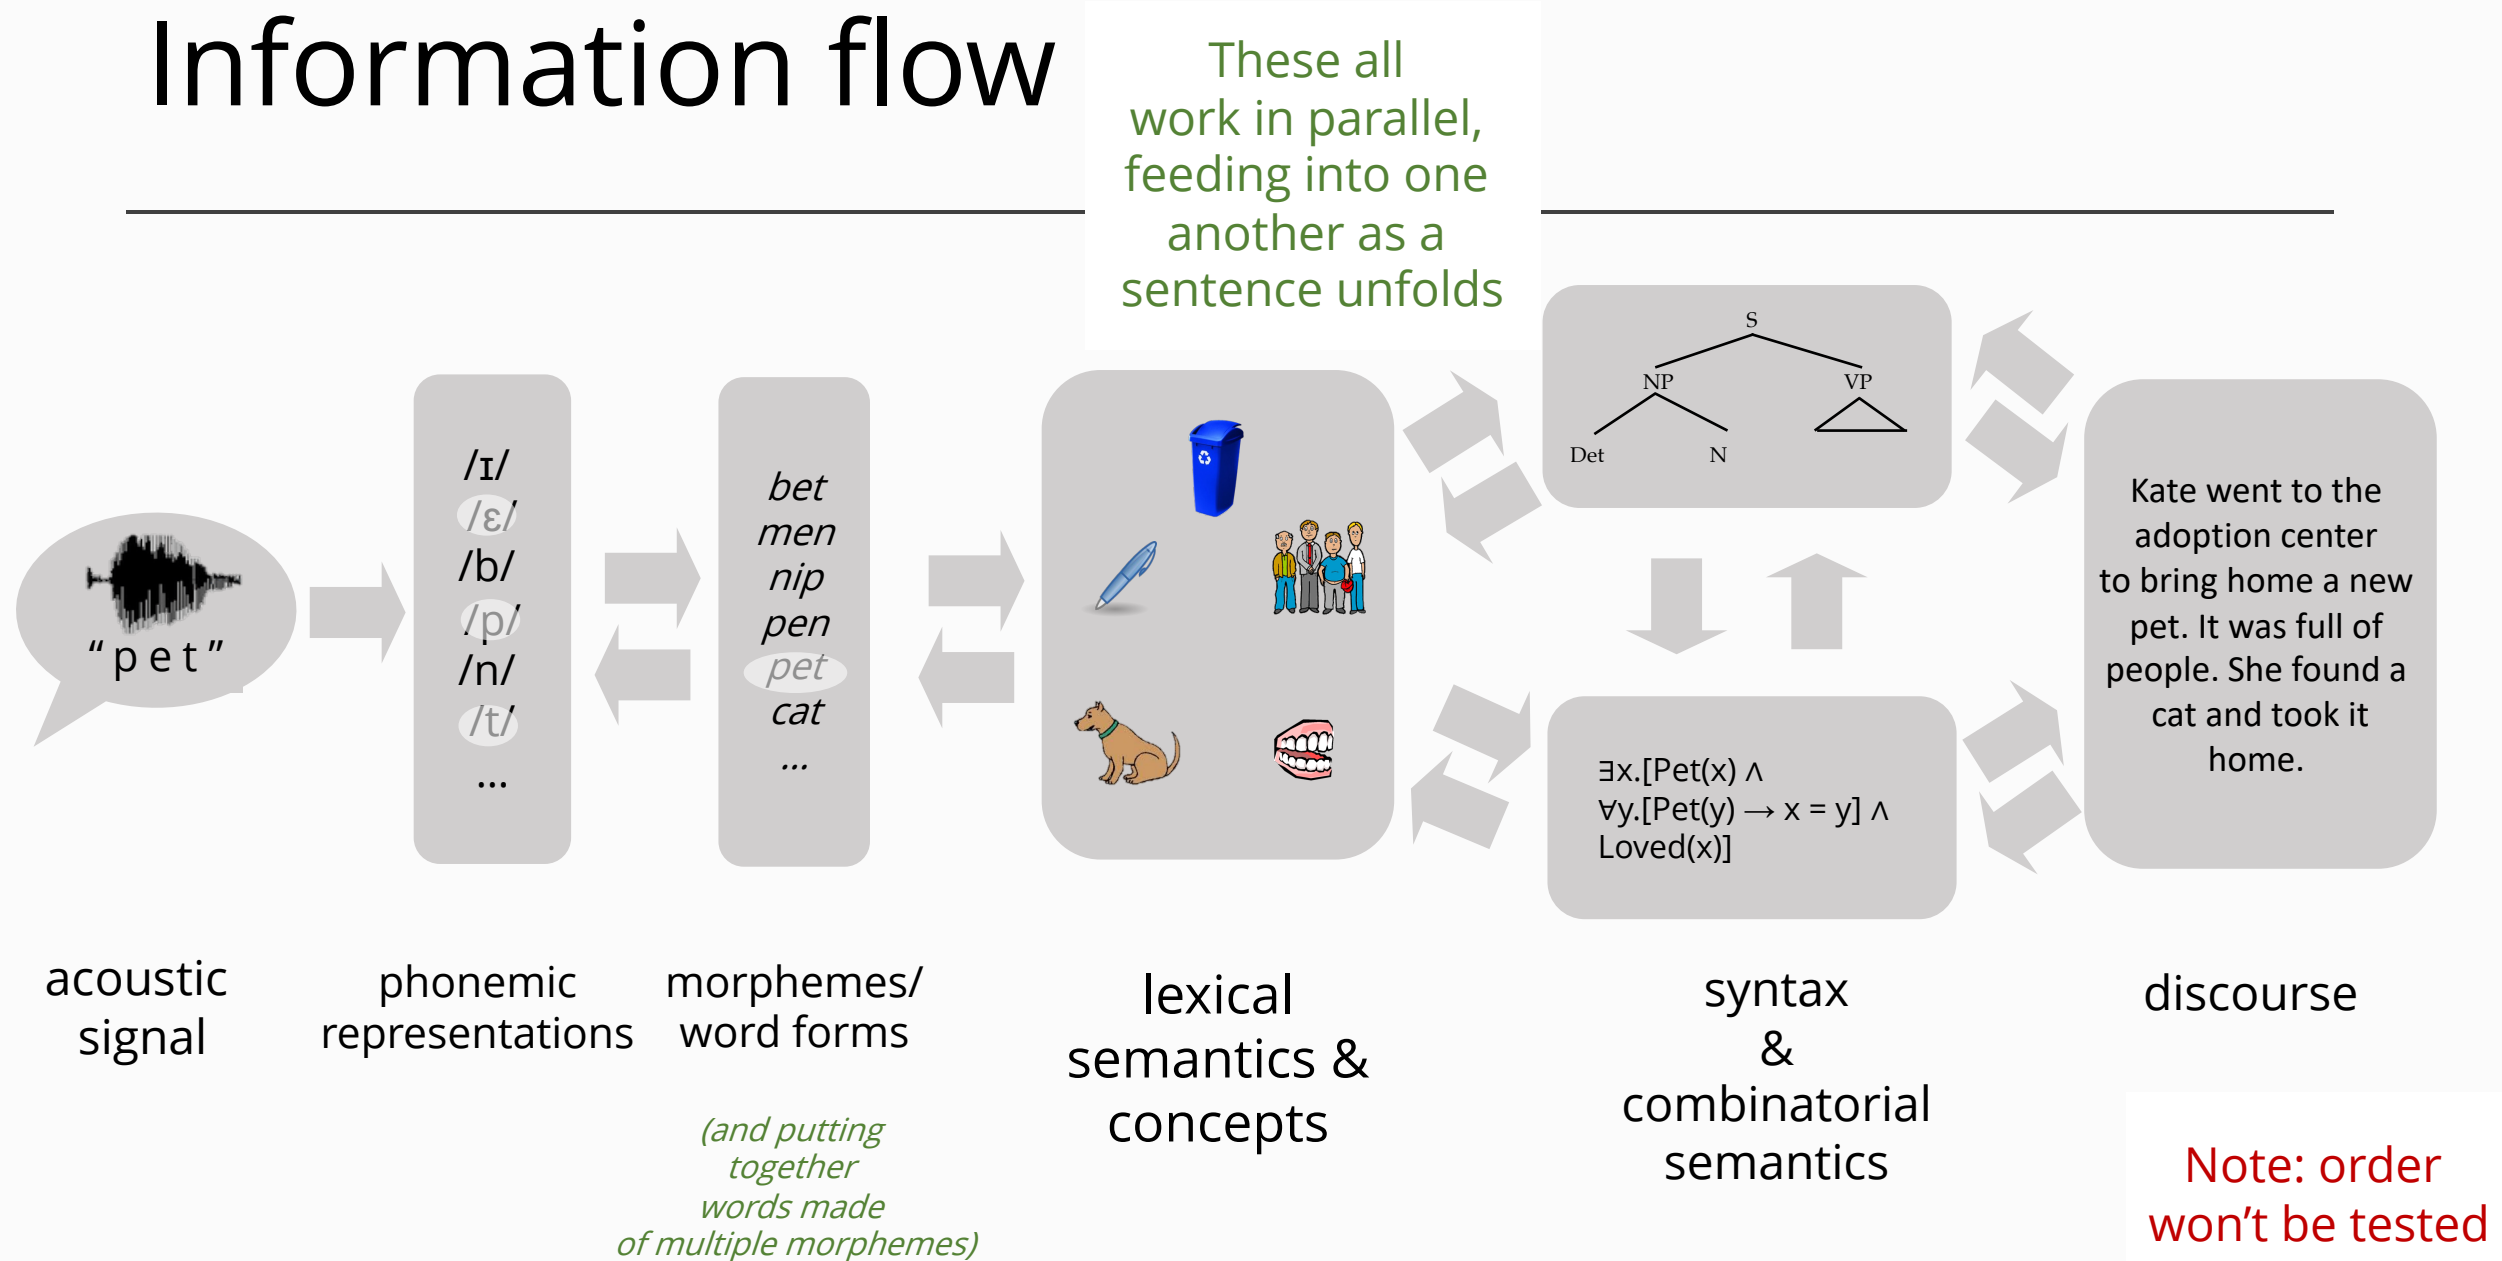 Information flow
These all
work in parallel,
feeding into one
another as a
sentence unfolds
“pet”
/ɪ/
/ɛ/
/b/
/p/
/n/
/t/
...
bet
men
nip
pen
pet
cat
...
S
NP VP
Det N
∃x.[Pet(x) ∧
∀y.[Pet(y) → x = y] ∧
Loved(x)]
Kate went to the
adoption center
to bring home a new
pet. It was full of
people. She found a
cat and took it
home.
acoustic
signal
phonemic
representations
morphemes/
word forms
(and putting
together
words made
of multiple morphemes)
lexical
semantics &
concepts
syntax
&
combinatorial
semantics
discourse
Note: order
won’t be tested